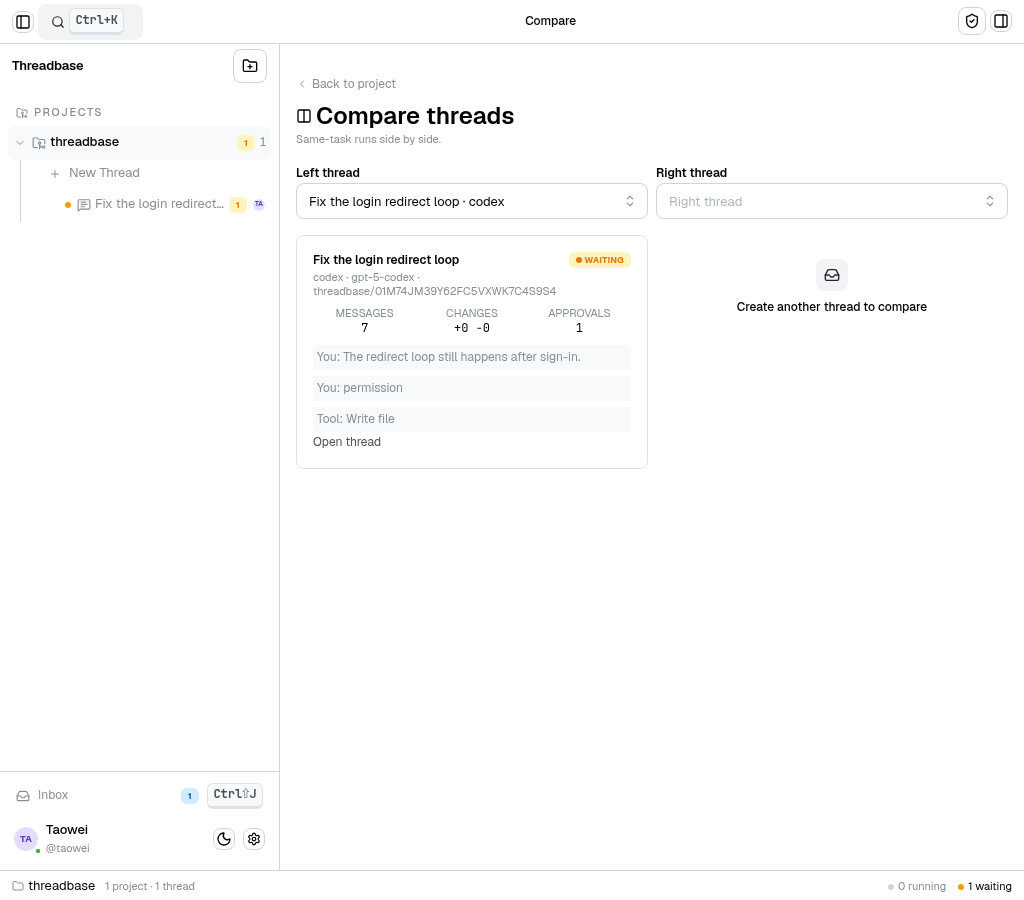 Ctrl+K
Compare
Threadbase
PROJECTS
threadbase 1 1
New Thread
Fix the login redirect... 1 TA
Back to project
Compare threads
Same-task runs side by side.
Left thread
Fix the login redirect loop · codex
Right thread
Right thread
Fix the login redirect loop
WAITING
codex · gpt-5-codex ·
threadbase/01M74JM39Y62FC5VXWK7C4S9S4
MESSAGES CHANGES APPROVALS
7 +0 -0 1
You: The redirect loop still happens after sign-in.
You: permission
Tool: Write file
Open thread
Create another thread to compare
Inbox 1 Ctrl⇧J
TA Taowei
@taowei
threadbase 1 project · 1 thread
0 running 1 waiting